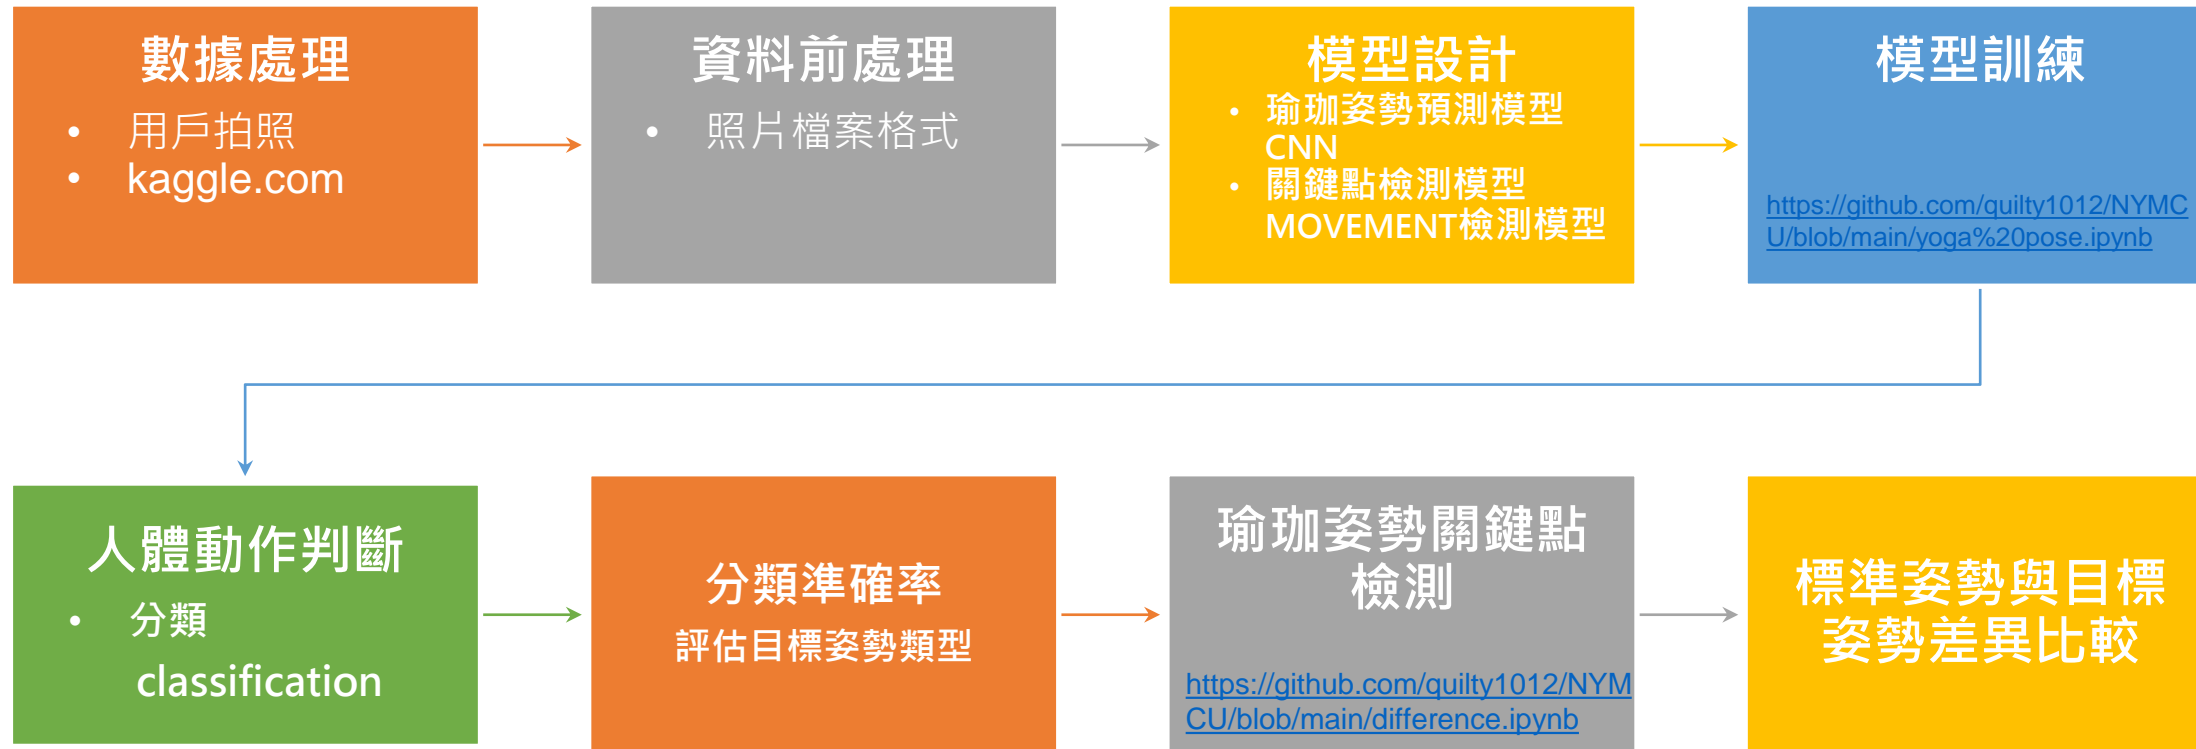 數據處理
• 用戶拍照
• kaggle.com
資料前處理
• 照片檔案格式
模型設計
• 瑜珈姿勢預測模型
CNN
• 關鍵點檢測模型
MOVEMENT檢測模型
模型訓練
https://github.com/quilty1012/NYMC
U/blob/main/yoga%20pose.ipynb
人體動作判斷
• 分類
classification
分類準確率
評估目標姿勢類型
瑜珈姿勢關鍵點
檢測
https://github.com/quilty1012/NYM
CU/blob/main/difference.ipynb
標準姿勢與目標
姿勢差異比較